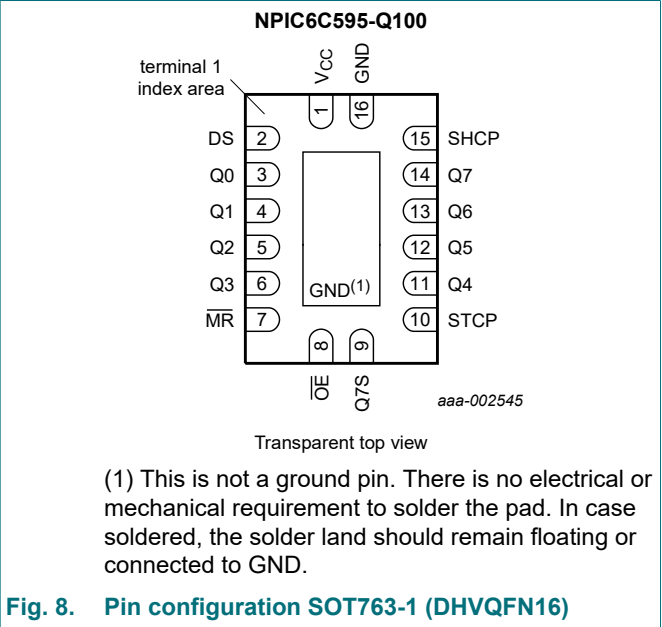 NPIC6C595-Q100
terminal 1
index area
VCC
GND
1
16
DS 2
15 SHCP
Q0 3
14 Q7
Q1 4
13 Q6
Q2 5
12 Q5
Q3 6
11 Q4
GND(1)
M̅R̅ 7
10 STCP
8
9
O̅E̅
Q7S
aaa-002545
Transparent top view
(1) This is not a ground pin. There is no electrical or
mechanical requirement to solder the pad. In case
soldered, the solder land should remain floating or
connected to GND.
Fig. 8. Pin configuration SOT763-1 (DHVQFN16)